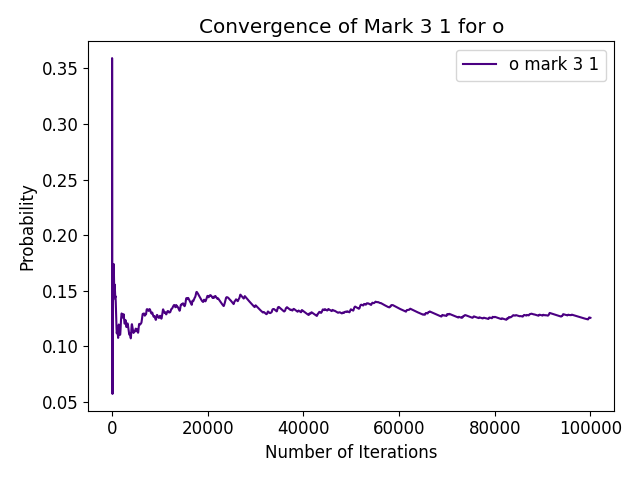 Convergence of Mark 3 1 for o
o mark 3 1
Probability
0.35
0.30
0.25
0.20
0.15
0.10
0.05
0 20000 40000 60000 80000 100000
Number of Iterations